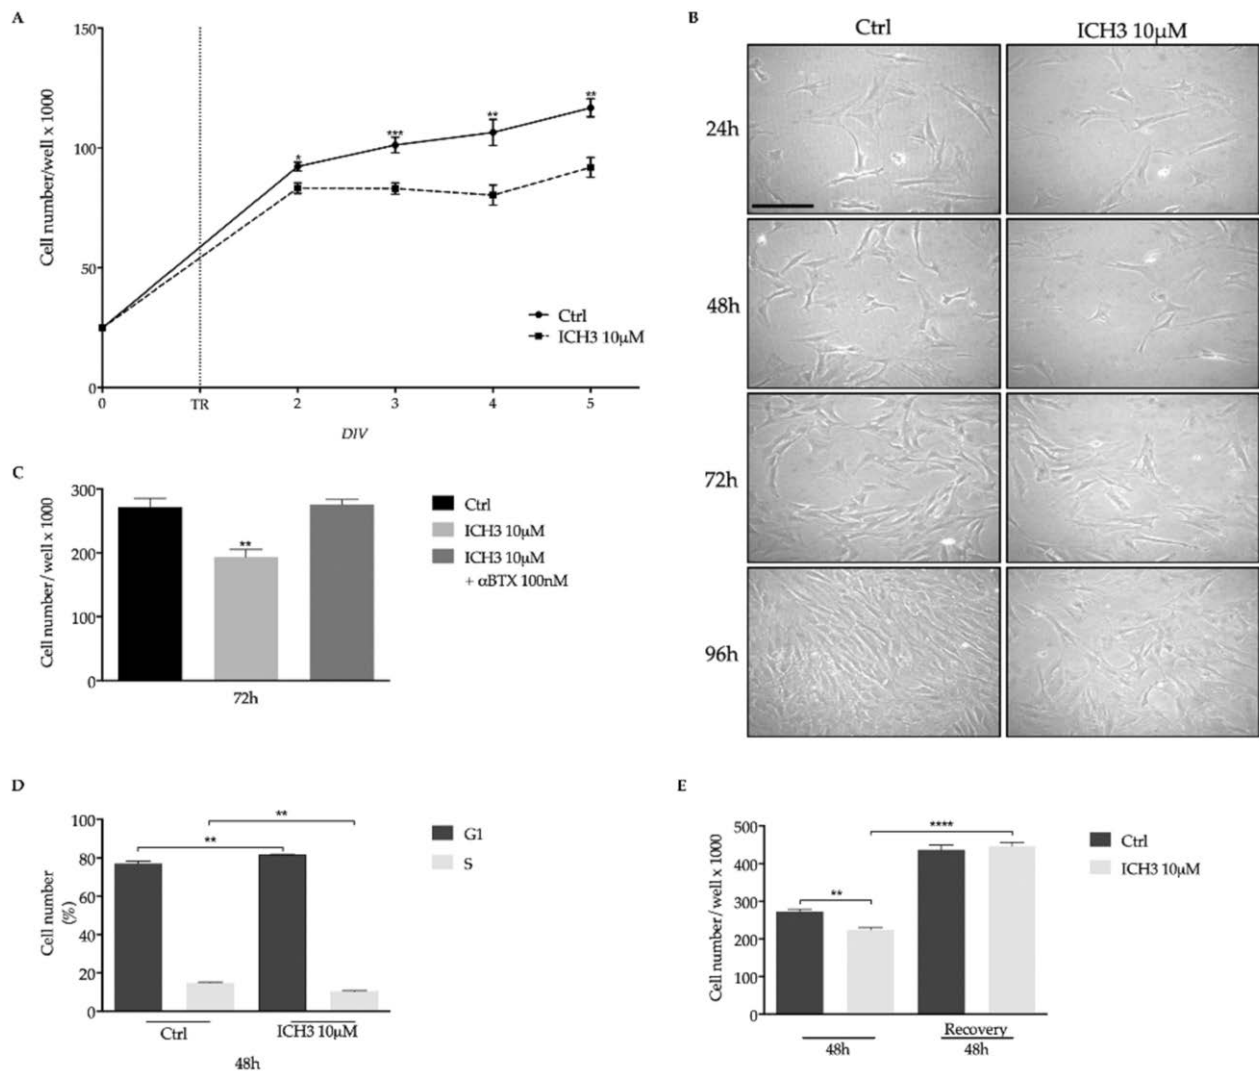 A
150
100
50
0
Cell number/well x 1000
*
***
**
**
Ctrl
ICH3 10μM
0
TR
2
3
4
5
DIV
B
Ctrl
ICH3 10μM
24h
48h
72h
96h
C
300
200
100
0
Cell number/well x 1000
**
72h
Ctrl
ICH3 10μM
ICH3 10μM
+ αBTX 100nM
D
100
80
60
40
20
0
Cell number
(%)
**
**
G1
S
Ctrl
ICH3 10μM
48h
E
500
400
300
200
100
0
Cell number/well x 1000
**
****
Ctrl
ICH3 10μM
Recovery
48h
48h